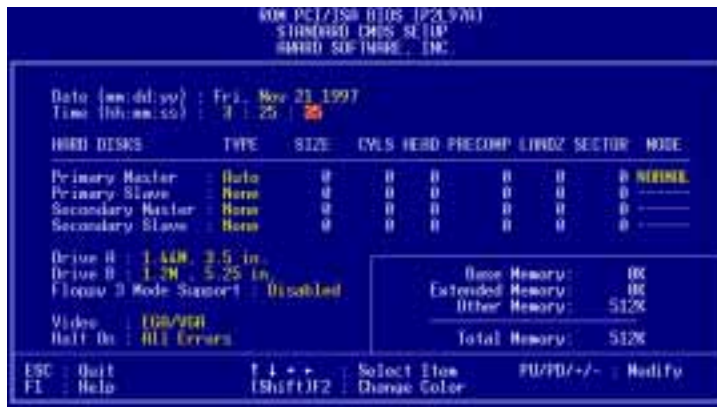 ROM PCI/ISA BIOS (P2L97A)
STANDARD CMOS SETUP
AWARD SOFTWARE, INC.
Date (mm:dd:yy) : Fri, Nov 21 1997
Time (hh:mm:ss) : 3 : 25 : 
HARD DISKS TYPE SIZE CYLS HEAD PRECOMP LANDZ SECTOR MODE
Primary Master : Auto 0 0 0 0 0 0 NORMAL
Primary Slave : None 0 0 0 0 0 0 ------
Secondary Master : None 0 0 0 0 0 0 ------
Secondary Slave : None 0 0 0 0 0 0 ------
Drive A : 1.44M, 3.5 in.
Drive B : 1.2M , 5.25 in.
Floppy 3 Mode Support : Disabled
Video : EGA/VGA
Halt On : All Errors
Base Memory: 0K
Extended Memory: 0K
Other Memory: 512K
Total Memory: 512K
ESC : Quit ↑ ↓ → ← : Select Item PU/PD/+/- : Modify
F1 : Help (Shift)F2 : Change Color